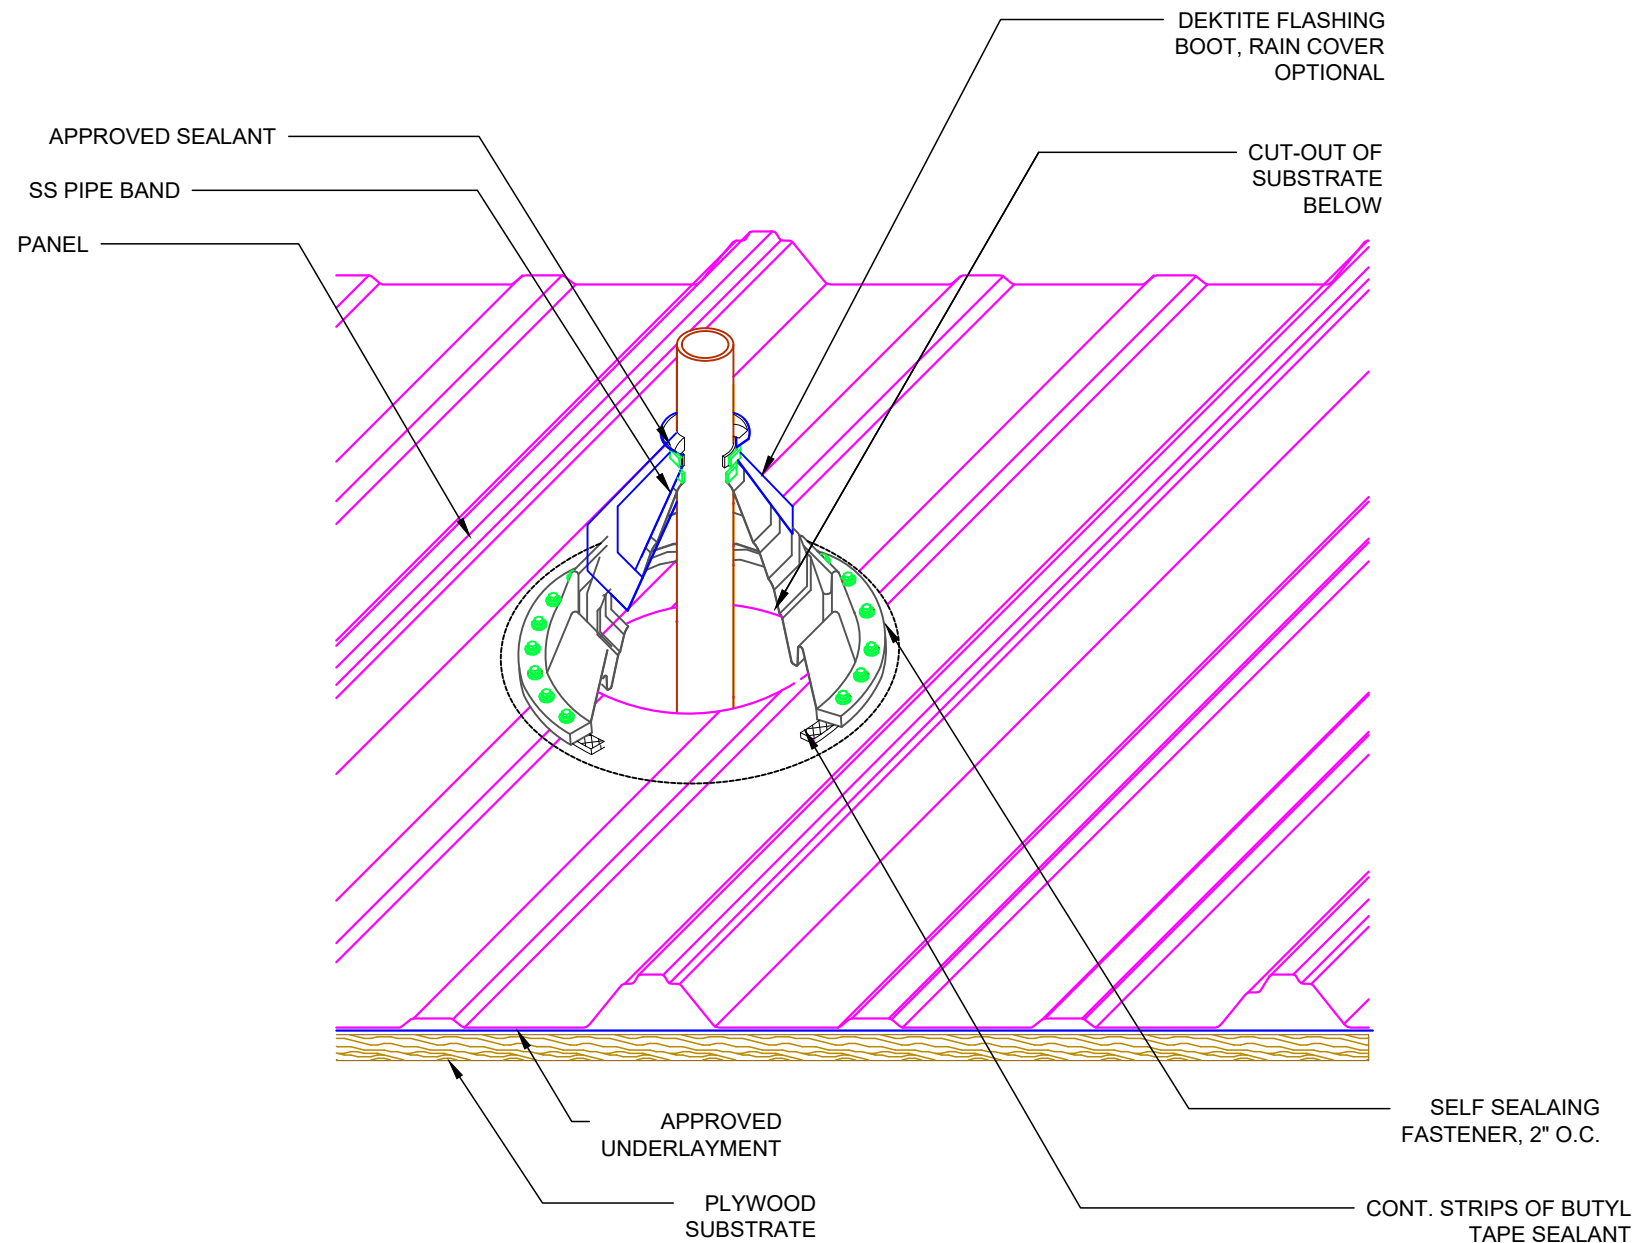 DEKTITE FLASHING
BOOT, RAIN COVER
OPTIONAL
APPROVED SEALANT
CUT-OUT OF
SUBSTRATE
BELOW
SS PIPE BAND
PANEL
APPROVED
UNDERLAYMENT
SELF SEALAING
FASTENER, 2" O.C.
PLYWOOD
SUBSTRATE
CONT. STRIPS OF BUTYL
TAPE SEALANT